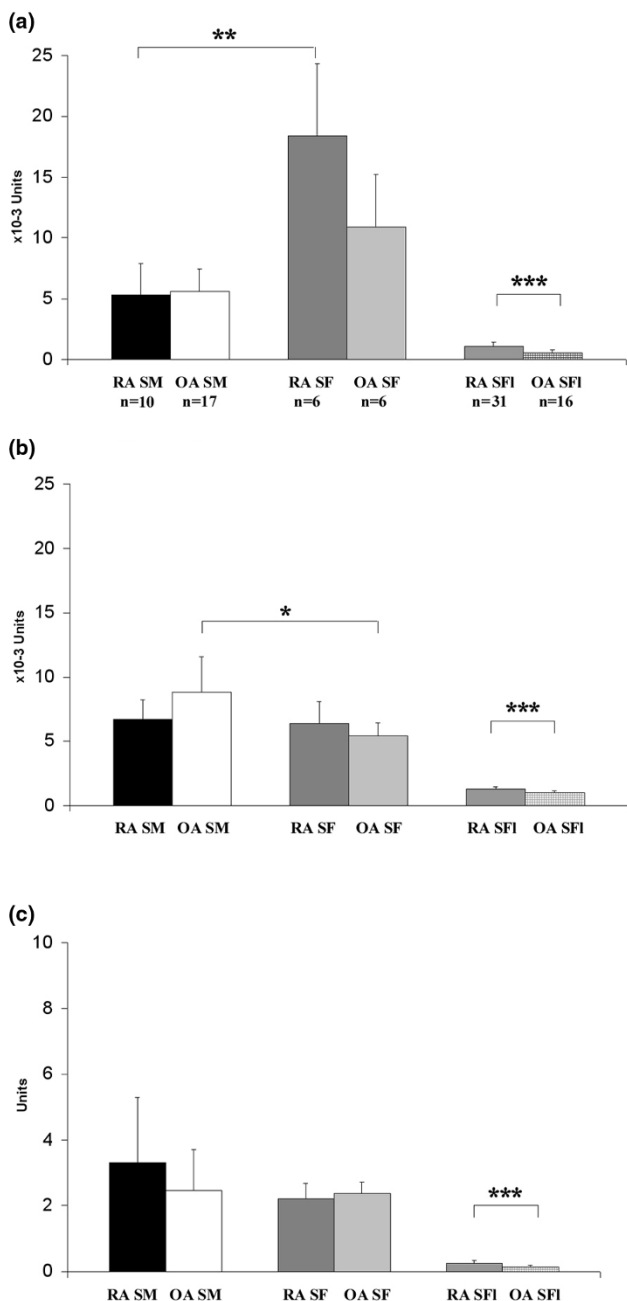 (a)
**
25
20
15
10
5
0
x10-3 Units
***
RA SM OA SM RA SF OA SF RA SFl OA SFl
n=10 n=17 n=6 n=6 n=31 n=16
(b)
25
20
15
10
5
0
x10-3 Units
*
***
RA SM OA SM RA SF OA SF RA SFl OA SFl
(c)
10
8
6
4
2
0
Units
***
RA SM OA SM RA SF OA SF RA SFl OA SFl